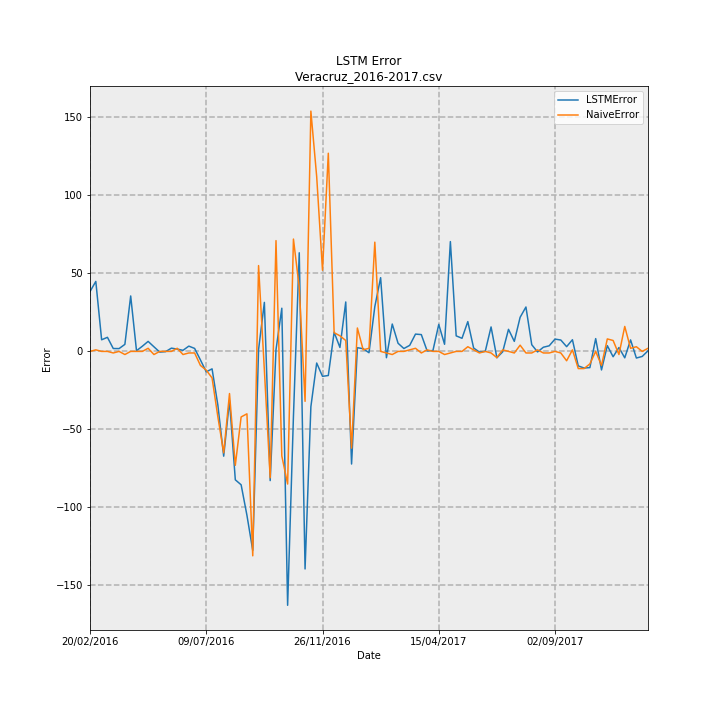 LSTM Error
Veracruz_2016-2017.csv
LSTMError
NaiveError
150
100
50
0
−50
−100
−150
Error
20/02/2016 09/07/2016 26/11/2016 15/04/2017 02/09/2017
Date